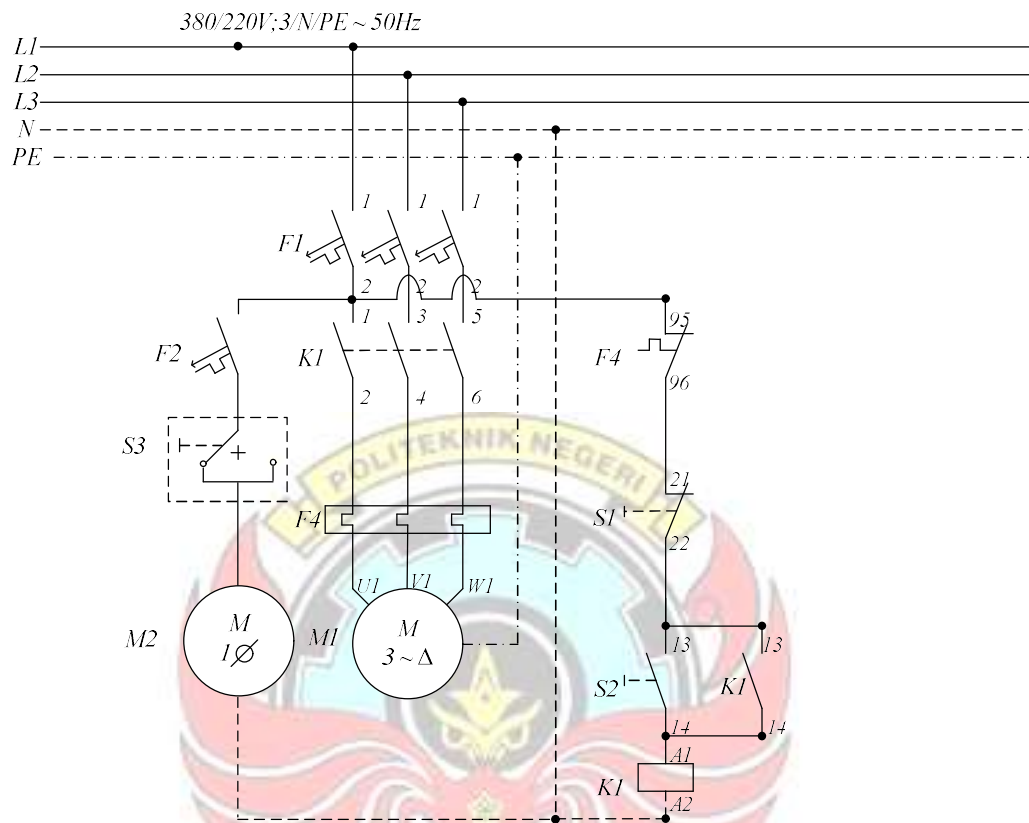 380/220V;3/N/PE ~ 50Hz
L1
L2
L3
N
PE
1 1 1
F1
2 2 2
1 3 5
95
F2 K1 F4
2 4 6
96
S3
POLITEKNIK NEGERI
21
F4 S1
22
U1 V1 W1
M2 M 1Ø
M1 M 3 ~ Δ
13 13
S2 K1
14 14
A1
K1
A2